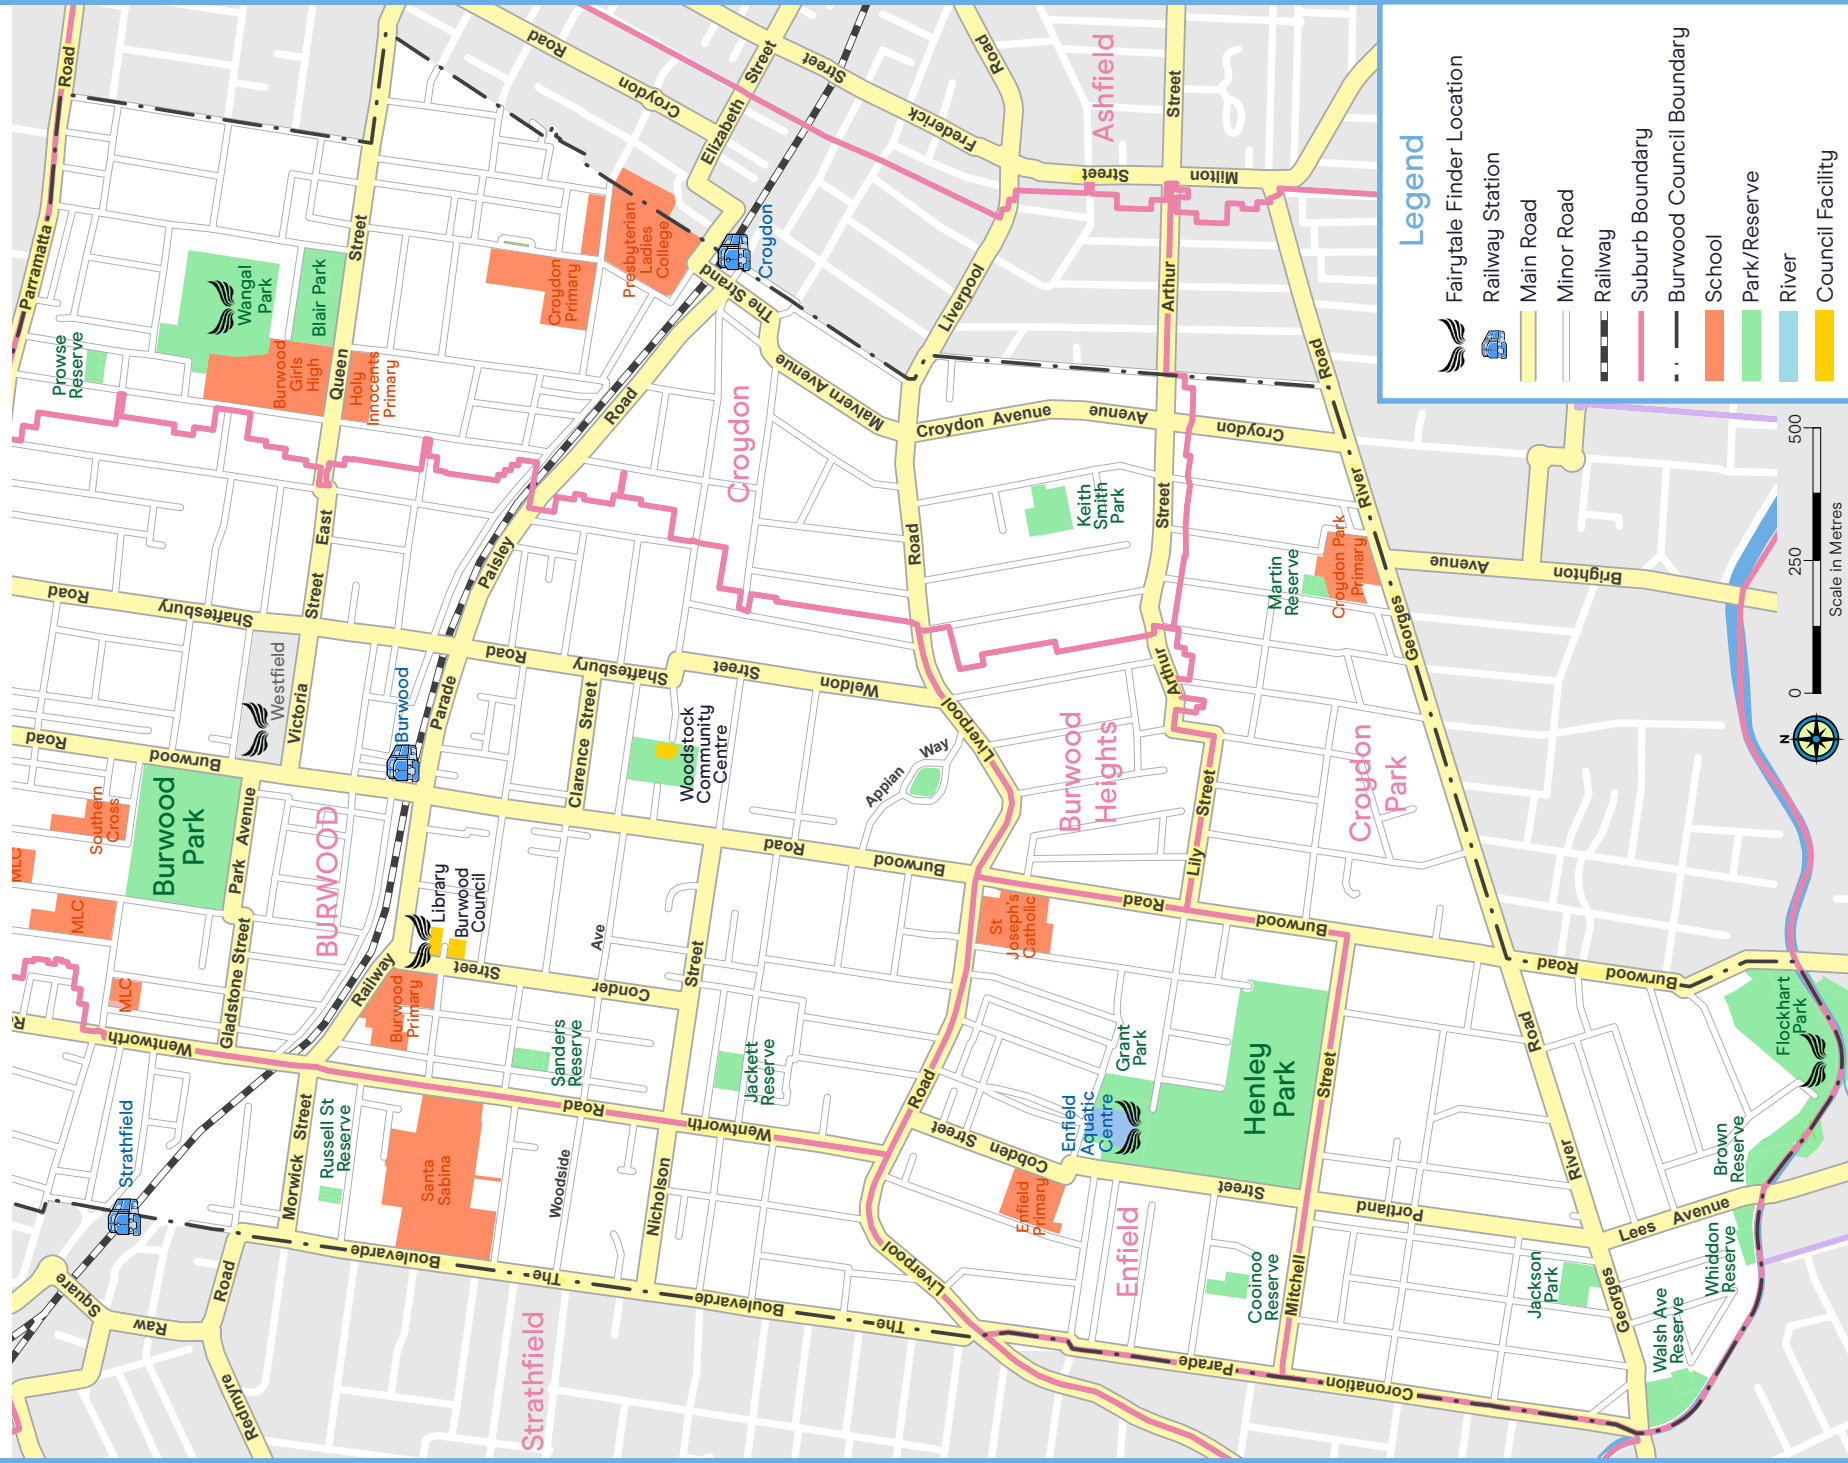 Legend
Fairytale Finder Location
Railway Station
Main Road
Minor Road
Railway
Suburb Boundary
Burwood Council Boundary
School
Park/Reserve
River
Council Facility
0
250
500
Scale in Metres
N
Strathfield
Square
Raw
Redmyre
Road
Strathfield
Morwick Street
Russell St
Reserve
Santa
Sabina
Woodside
Nicholson
Street
The
Boulevarde
The
Boulevarde
Liverpool
Road
Enfield
Enfield
Primary
Cobden
Street
Portland
Street
Enfield
Aquatic
Centre
Grant
Park
Henley
Park
Cooinoo
Reserve
Mitchell
Street
Coronation
Parade
Jackson
Park
Georges
River
Road
Walsh Ave
Reserve
Whiddon
Reserve
Brown
Reserve
Lees Avenue
Flockhart
Park
Wentworth
Road
Wentworth
Gladstone Street
MLC
MLC
MLC
Southern
Cross
Burwood
Park
Park Avenue
BURWOOD
Railway
Parade
Burwood
Primary
Library
Burwood
Council
Conder
Street
Ave
Sanders
Reserve
Jackett
Reserve
St
Joseph's
Catholic
Burwood
Road
Burwood
Road
Burwood
Road
Burwood
Road
Burwood
Westfield
Victoria
Street
East
Shaftesbury
Road
Shaftesbury
Road
Clarence Street
Woodstock
Community
Centre
Weldon
Street
Appian Way
Liverpool
Road
Burwood
Heights
Lily Street
Croydon
Park
Arthur
Street
Martin
Reserve
Croydon Park
Primary
Georges
River
Road
Brighton
Avenue
Keith
Smith
Park
Croydon
Paisley
Road
Queen
Street
Holy
Innocents
Primary
Burwood
Girls
High
Blair Park
Wangal
Park
Prowse
Reserve
Parramatta
Road
Croydon
Primary
Presbyterian
Ladies
College
Croydon
The Strand
The
Malvern Avenue
Croydon Avenue
Croydon
Avenue
Liverpool
Arthur
Street
Elizabeth Street
Croydon
Road
Frederick
Street
Road
Milton
Street
Ashfield